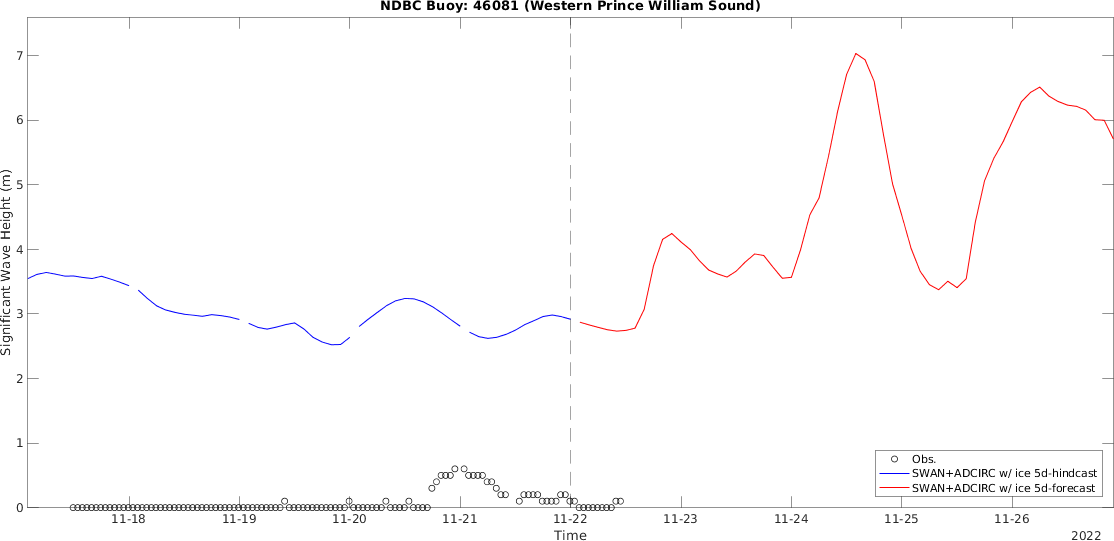 NDBC Buoy: 46081 (Western Prince William Sound)
Significant Wave Height (m)
7
6
5
4
3
2
1
0
Obs.
SWAN+ADCIRC w/ ice 5d-hindcast
SWAN+ADCIRC w/ ice 5d-forecast
11-18 11-19 11-20 11-21 11-22 11-23 11-24 11-25 11-26
Time
2022